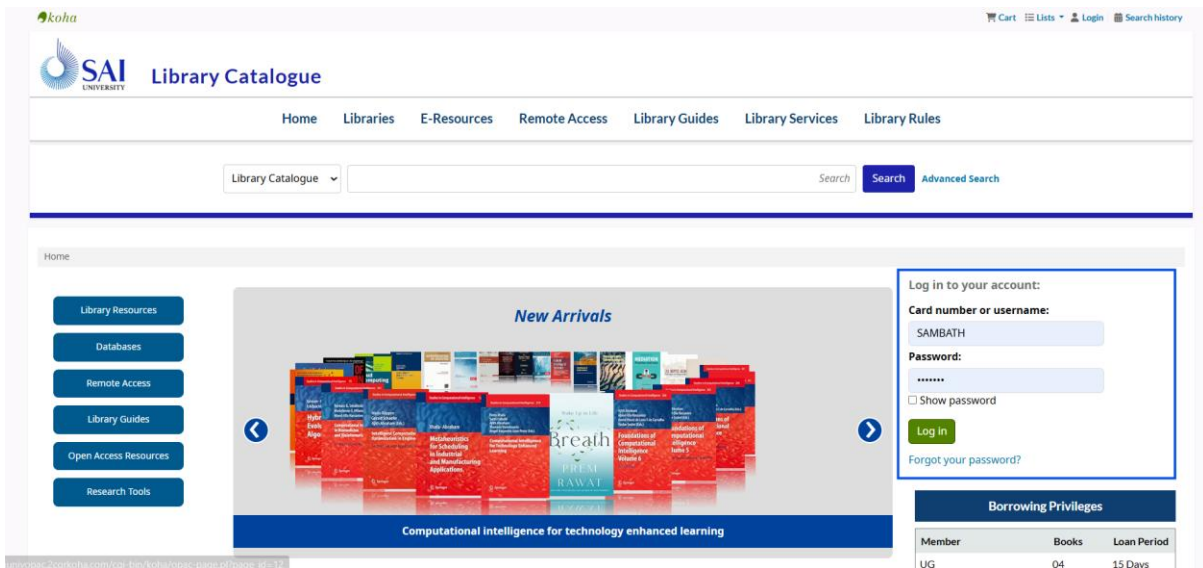 koha
Cart Lists Login Search history
SAI
UNIVERSITY
Library Catalogue
Home Libraries E-Resources Remote Access Library Guides Library Services Library Rules
Library Catalogue Search Search Advanced Search
Home
Library Resources
Databases
Remote Access
Library Guides
Open Access Resources
Research Tools
New Arrivals
Metaheuristics
for Scheduling
in Industrial
and Manufacturing
Applications
Breath
PREM
RAWAT
Foundations of
Computational
Intelligence
Volume 6
Computational intelligence for technology enhanced learning
Log in to your account:
Card number or username:
SAMBATH
Password:
•••••••
Show password
Log in
Forgot your password?
Borrowing Privileges
Member Books Loan Period
UG 04 15 Days